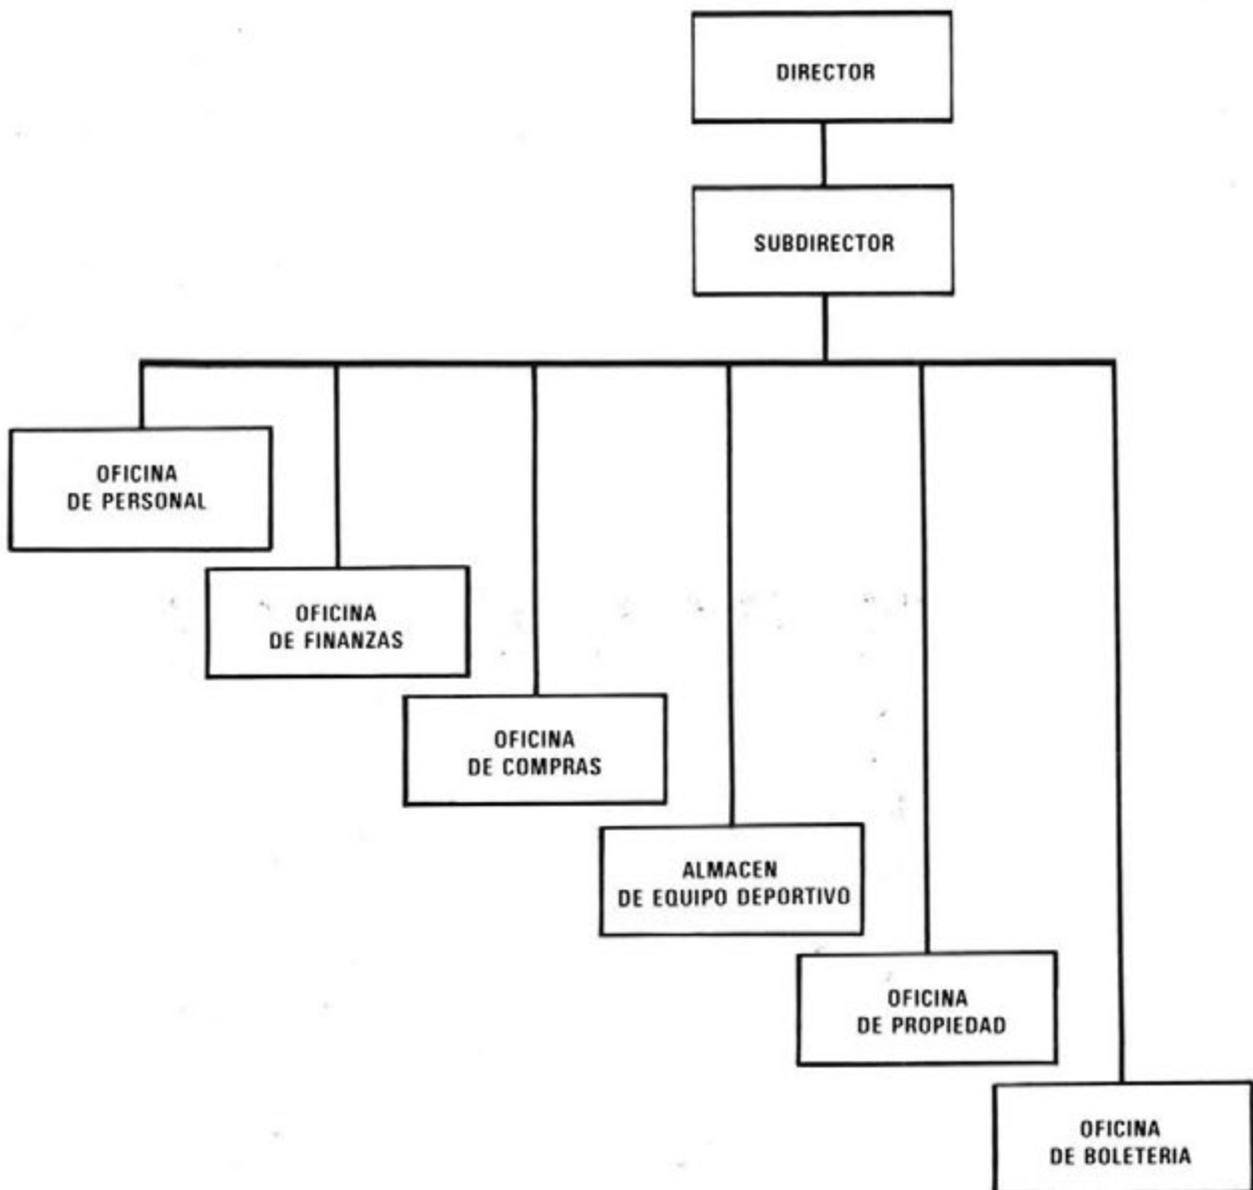 DIRECTOR
SUBDIRECTOR
OFICINA
DE PERSONAL
OFICINA
DE FINANZAS
OFICINA
DE COMPRAS
ALMACEN
DE EQUIPO DEPORTIVO
OFICINA
DE PROPIEDAD
OFICINA
DE BOLETERIA